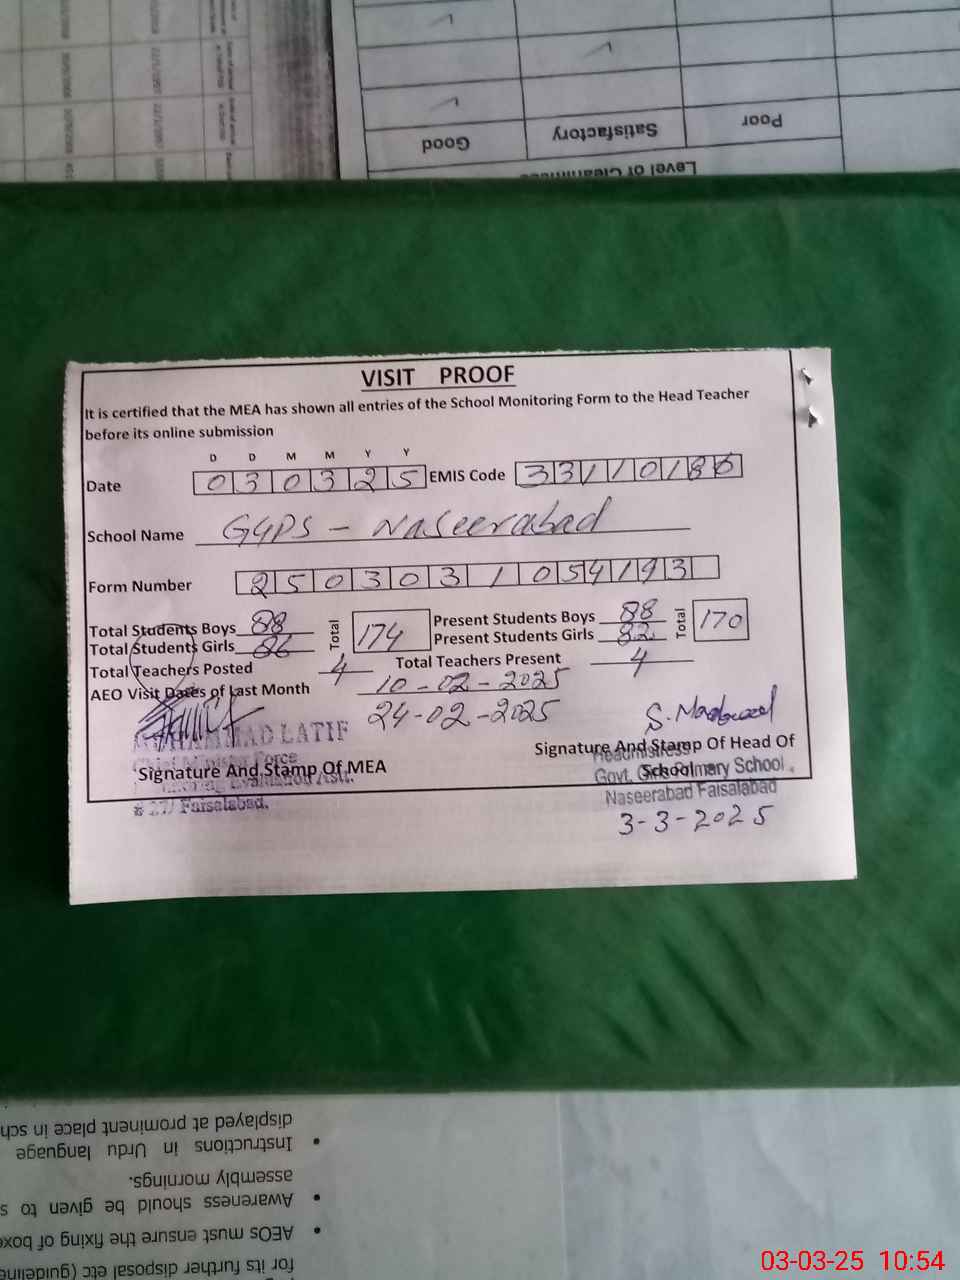 Poor
Satisfactory
Good
VISIT PROOF
It is certified that the MEA has shown all entries of the School Monitoring Form to the Head Teacher
before its online submission
D D M M Y Y
Date 0 3 0 3 2 5 EMIS Code 3 3 1 1 0 1 8 6
School Name GGPS - Naseerabad
Form Number 2 5 0 3 0 3 1 0 5 4 1 9 3
Total Students Boys 88 Total 174 Present Students Boys 88 Total 170
Total Students Girls 86 Present Students Girls 82
Total Teachers Posted 4 Total Teachers Present 4
AEO Visit Dates of Last Month 10-02-2025
24-02-2025
LATIF
Signature And Stamp Of MEA
Faisalabad.
Signature And Stamp Of Head Of
School
Headmistress
Govt. Girls Primary School
Naseerabad Faisalabad
3-3-2025
for its further disposal etc
AEOs must ensure the fixing of
Awareness should be given to
assembly mornings.
Instructions in Urdu language
displayed at prominent place in
03-03-25 10:54